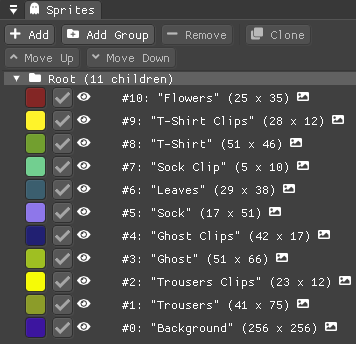 Sprites
Add Add Group Remove Clone
Move Up Move Down
Root (11 children)
#10: "Flowers" (25 x 35)
#9: "T-Shirt Clips" (28 x 12)
#8: "T-Shirt" (51 x 46)
#7: "Sock Clip" (5 x 10)
#6: "Leaves" (29 x 38)
#5: "Sock" (17 x 51)
#4: "Ghost Clips" (42 x 17)
#3: "Ghost" (51 x 66)
#2: "Trousers Clips" (23 x 12)
#1: "Trousers" (41 x 75)
#0: "Background" (256 x 256)